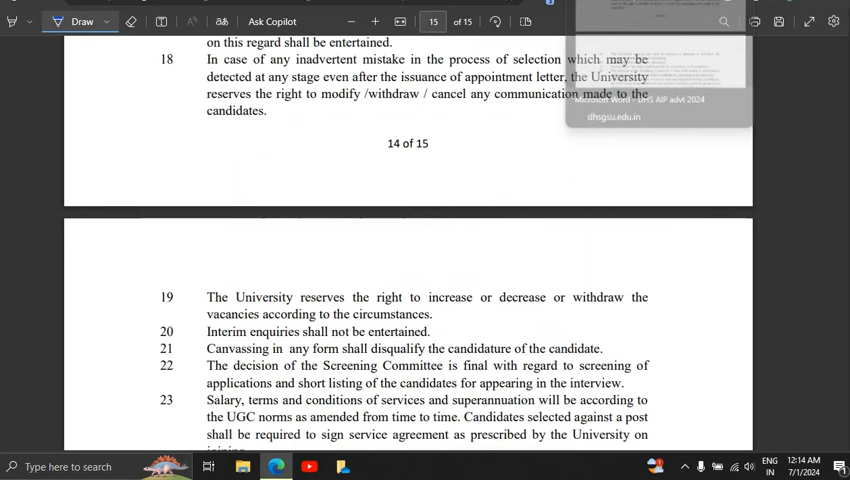 Draw
Ask Copilot
15
of 15
on this regard shall be entertained.
18 In case of any inadvertent mistake in the process of selection which may be
detected at any stage even after the issuance of appointment letter, the University
reserves the right to modify /withdraw / cancel any communication made to the
candidates.
Microsoft Word - DHS AIP advt 2024
dhsgsu.edu.in
14 of 15
19 The University reserves the right to increase or decrease or withdraw the
vacancies according to the circumstances.
20 Interim enquiries shall not be entertained.
21 Canvassing in any form shall disqualify the candidature of the candidate.
22 The decision of the Screening Committee is final with regard to screening of
applications and short listing of the candidates for appearing in the interview.
23 Salary, terms and conditions of services and superannuation will be according to
the UGC norms as amended from time to time. Candidates selected against a post
shall be required to sign service agreement as prescribed by the University on
Type here to search
ENG
IN
12:14 AM
7/1/2024